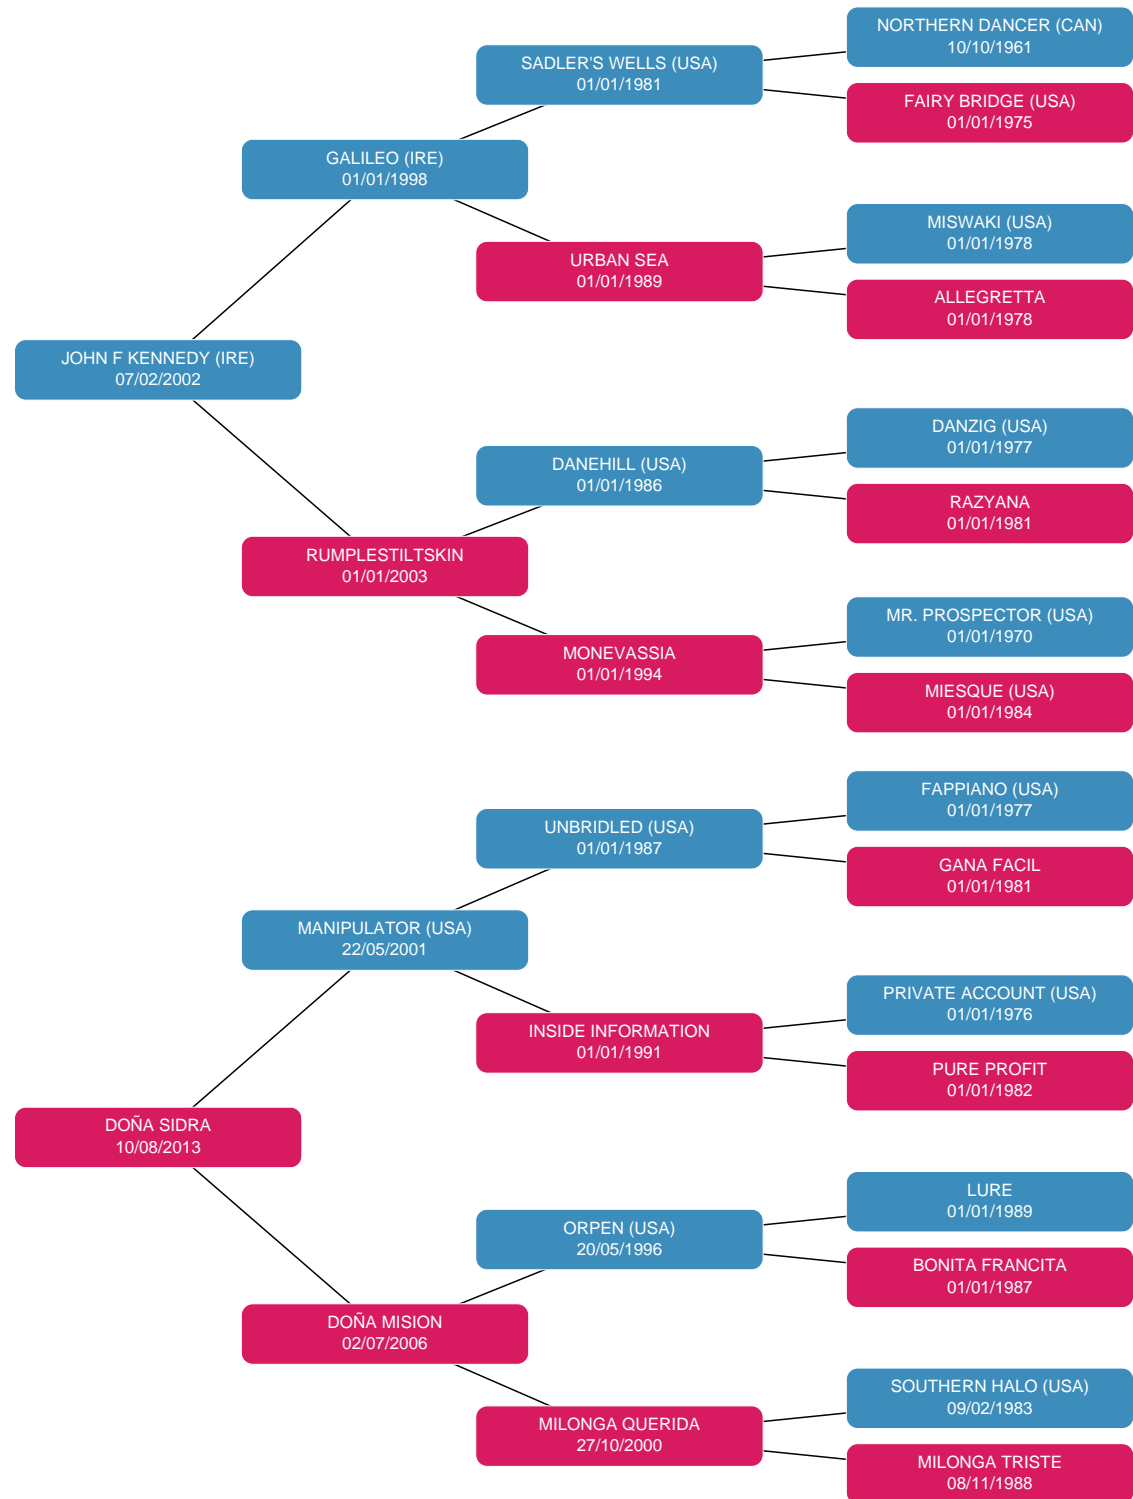 NORTHERN DANCER (CAN)
10/10/1961
SADLER'S WELLS (USA)
01/01/1981
FAIRY BRIDGE (USA)
01/01/1975
GALILEO (IRE)
01/01/1998
MISWAKI (USA)
01/01/1978
URBAN SEA
01/01/1989
ALLEGRETTA
01/01/1978
JOHN F KENNEDY (IRE)
07/02/2002
DANZIG (USA)
01/01/1977
DANEHILL (USA)
01/01/1986
RAZYANA
01/01/1981
RUMPLESTILTSKIN
01/01/2003
MR. PROSPECTOR (USA)
01/01/1970
MONEVASSIA
01/01/1994
MIESQUE (USA)
01/01/1984
FAPPIANO (USA)
01/01/1977
UNBRIDLED (USA)
01/01/1987
GANA FACIL
01/01/1981
MANIPULATOR (USA)
22/05/2001
PRIVATE ACCOUNT (USA)
01/01/1976
INSIDE INFORMATION
01/01/1991
PURE PROFIT
01/01/1982
DOÑA SIDRA
10/08/2013
LURE
01/01/1989
ORPEN (USA)
20/05/1996
BONITA FRANCITA
01/01/1987
DOÑA MISION
02/07/2006
SOUTHERN HALO (USA)
09/02/1983
MILONGA QUERIDA
27/10/2000
MILONGA TRISTE
08/11/1988